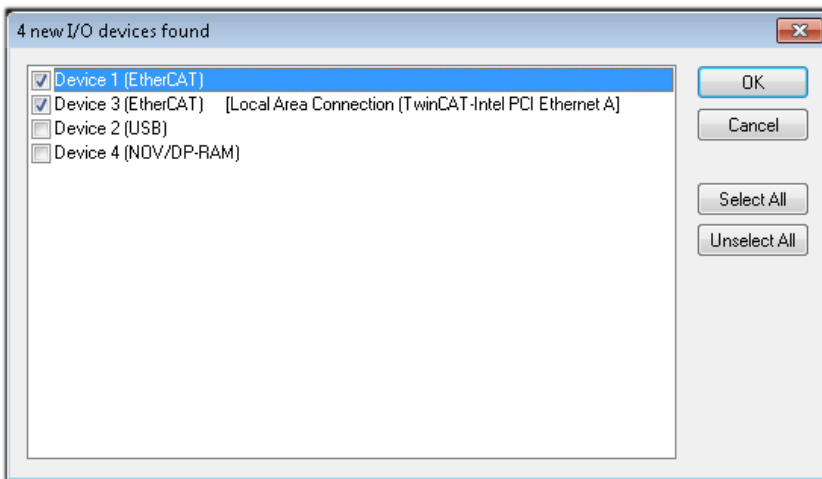 4 new I/O devices found
Device 1 (EtherCAT)
Device 3 (EtherCAT) [Local Area Connection (TwinCAT-Intel PCI Ethernet A]
Device 2 (USB)
Device 4 (NOV/DP-RAM)
OK
Cancel
Select All
Unselect All